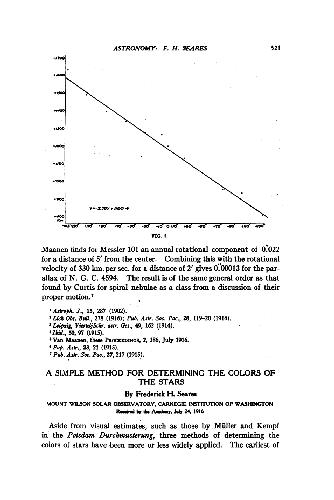 ASTRONOMY: F. H. SEARES
521
FIG. 1
Maanen finds for Messier 101 an annual rotational component of 0".022
for a distance of 5' from the center. Combining this with the rotational
velocity of 330 km. per sec. for a distance of 2' gives 0".00013 for the par-
allax of N. G. C. 4594. The result is of the same general order as that
found by Curtis for spiral nebulae as a class from a discussion of their
proper motion.⁷
¹ Astroph. J., 15, 287 (1902).
² Lick Obs. Bull., 278 (1916); Pub. Astr. Soc. Pac., 28, 119-20 (1916).
³ Leipzig, Vierteljschr. astr. Ges., 49, 162 (1914).
⁴ Ibid., 50, 97 (1915).
⁵ Van Maanen, these PROCEEDINGS, 2, 386, July 1916.
⁶ Pop. Astr., 23, 21 (1915).
⁷ Pub. Astr. Soc. Pac., 27, 217 (1915).
A SIMPLE METHOD FOR DETERMINING THE COLORS OF
THE STARS
By Frederick H. Seares
MOUNT WILSON SOLAR OBSERVATORY, CARNEGIE INSTITUTION OF WASHINGTON
Received by the Academy, July 24, 1916
Aside from visual estimates, such as those by Müller and Kempf
in the Potsdam Durchmusterung, three methods of determining the
colors of stars have been more or less widely applied. The earliest of